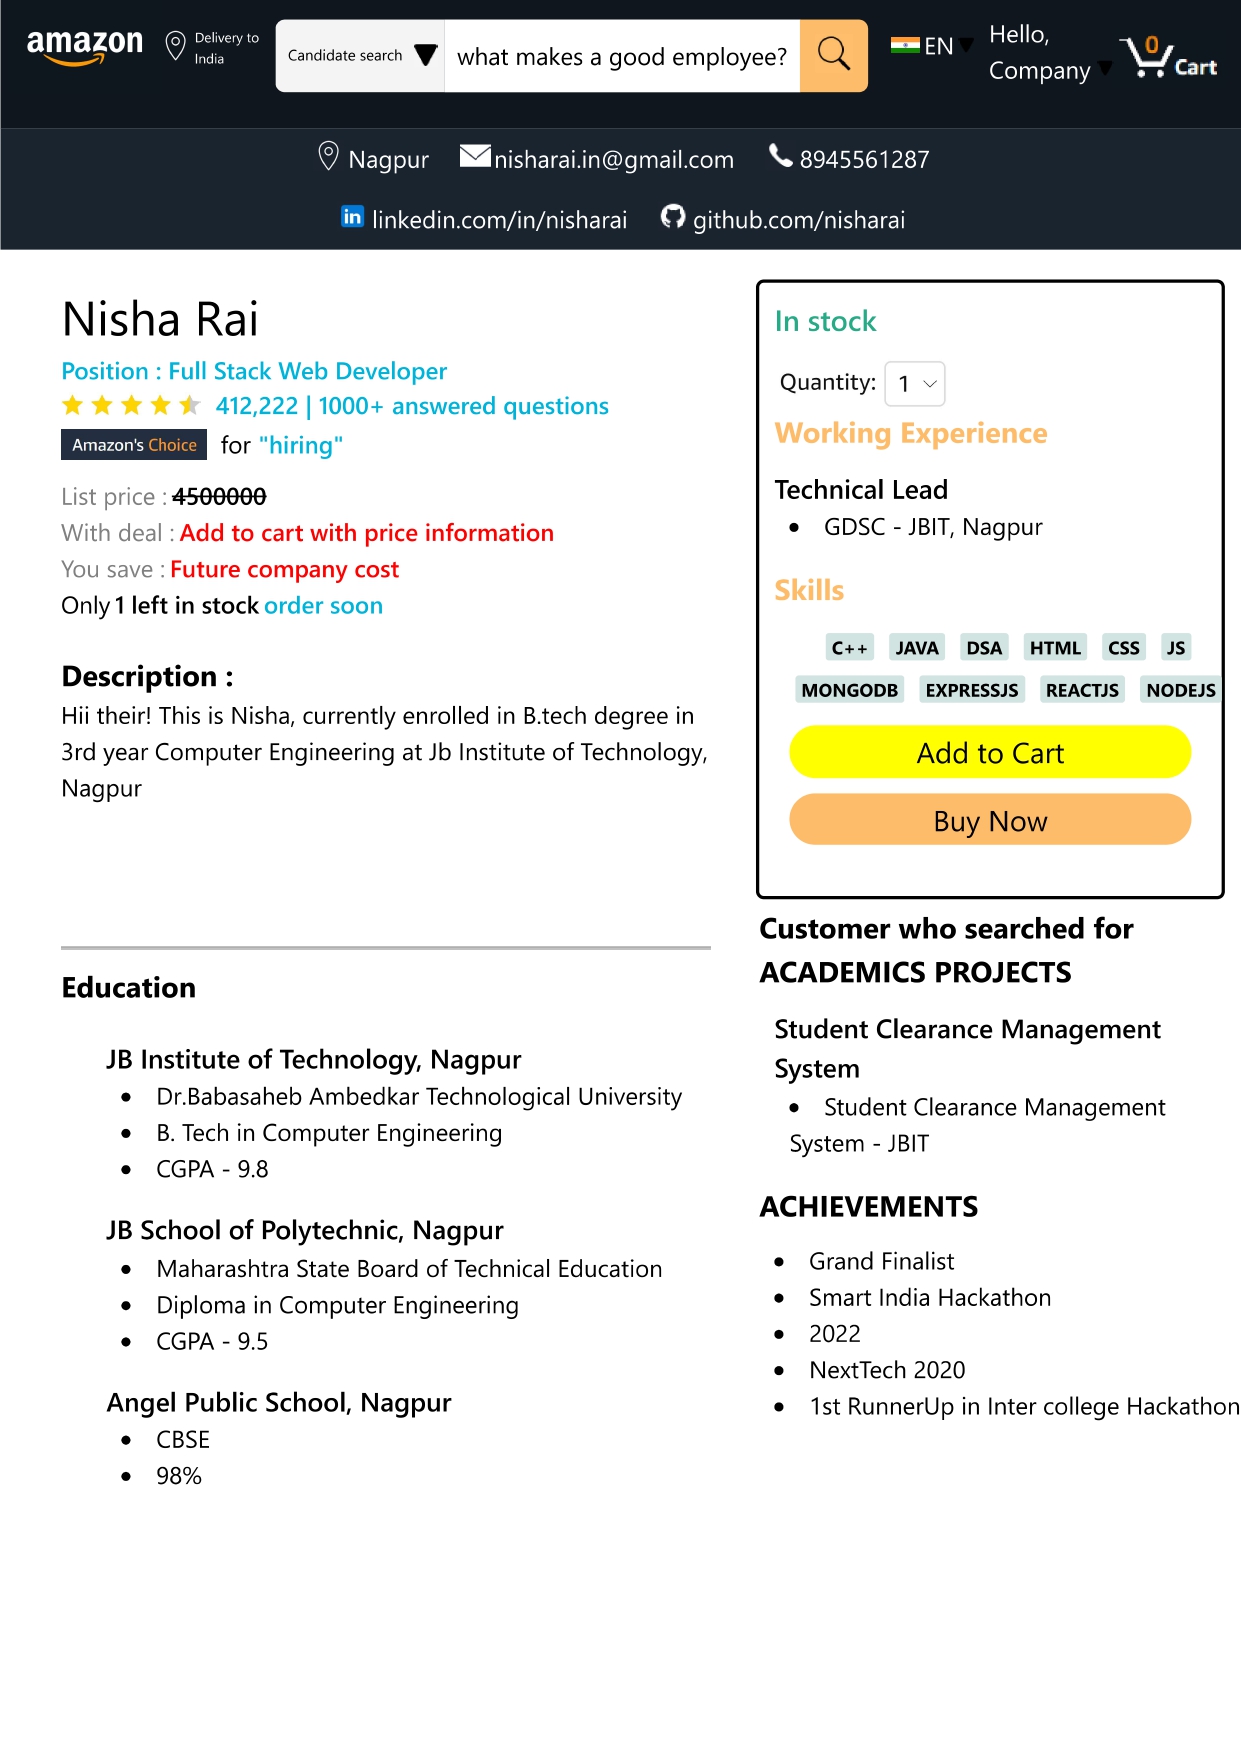 amazon
Delivery to
India
Candidate search
what makes a good employee?
EN
Hello,
Company
0
Cart
Nagpur nisharai.in@gmail.com 8945561287
linkedin.com/in/nisharai github.com/nisharai
Nisha Rai
Position : Full Stack Web Developer
412,222 | 1000+ answered questions
Amazon's Choice for "hiring"
List price : 4500000
With deal : Add to cart with price information
You save : Future company cost
Only 1 left in stock order soon
Description :
Hii their! This is Nisha, currently enrolled in B.tech degree in
3rd year Computer Engineering at Jb Institute of Technology,
Nagpur
Education
JB Institute of Technology, Nagpur
• Dr.Babasaheb Ambedkar Technological University
• B. Tech in Computer Engineering
• CGPA - 9.8
JB School of Polytechnic, Nagpur
• Maharashtra State Board of Technical Education
• Diploma in Computer Engineering
• CGPA - 9.5
Angel Public School, Nagpur
• CBSE
• 98%
In stock
Quantity: 1
Working Experience
Technical Lead
• GDSC - JBIT, Nagpur
Skills
C++ JAVA DSA HTML CSS JS
MONGODB EXPRESSJS REACTJS NODEJS
Add to Cart
Buy Now
Customer who searched for
ACADEMICS PROJECTS
Student Clearance Management
System
• Student Clearance Management
System - JBIT
ACHIEVEMENTS
• Grand Finalist
• Smart India Hackathon
• 2022
• NextTech 2020
• 1st RunnerUp in Inter college Hackathon